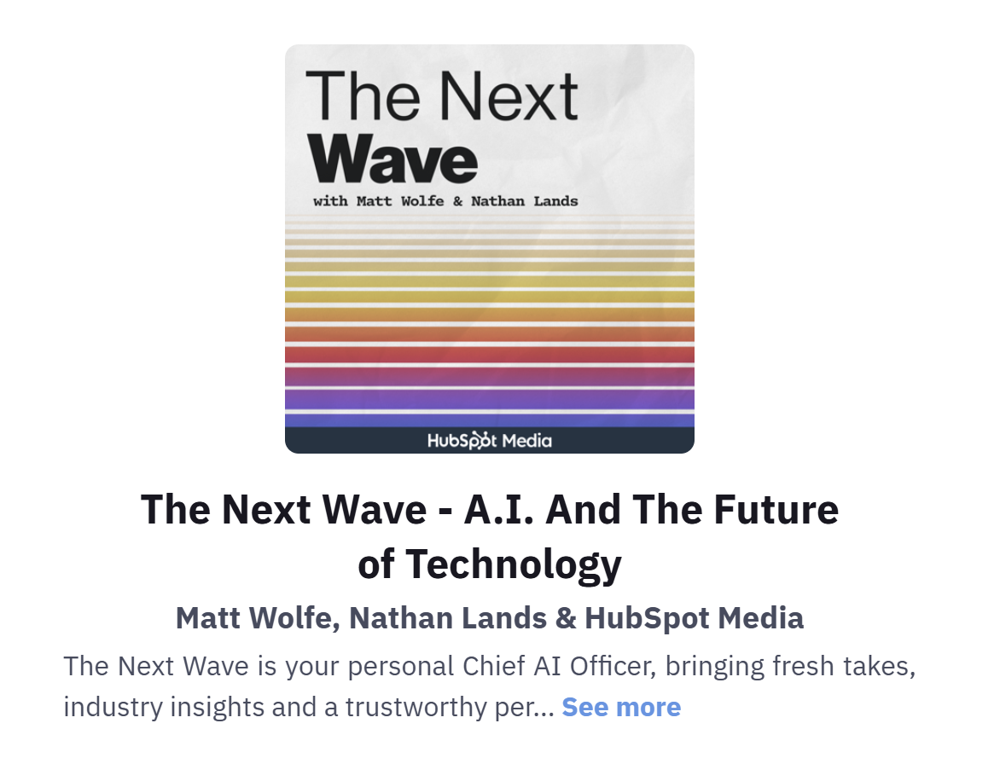 The Next
Wave
with Matt Wolfe & Nathan Lands
HubSpot Media
The Next Wave - A.I. And The Future
of Technology
Matt Wolfe, Nathan Lands & HubSpot Media
The Next Wave is your personal Chief AI Officer, bringing fresh takes,
industry insights and a trustworthy per... See more